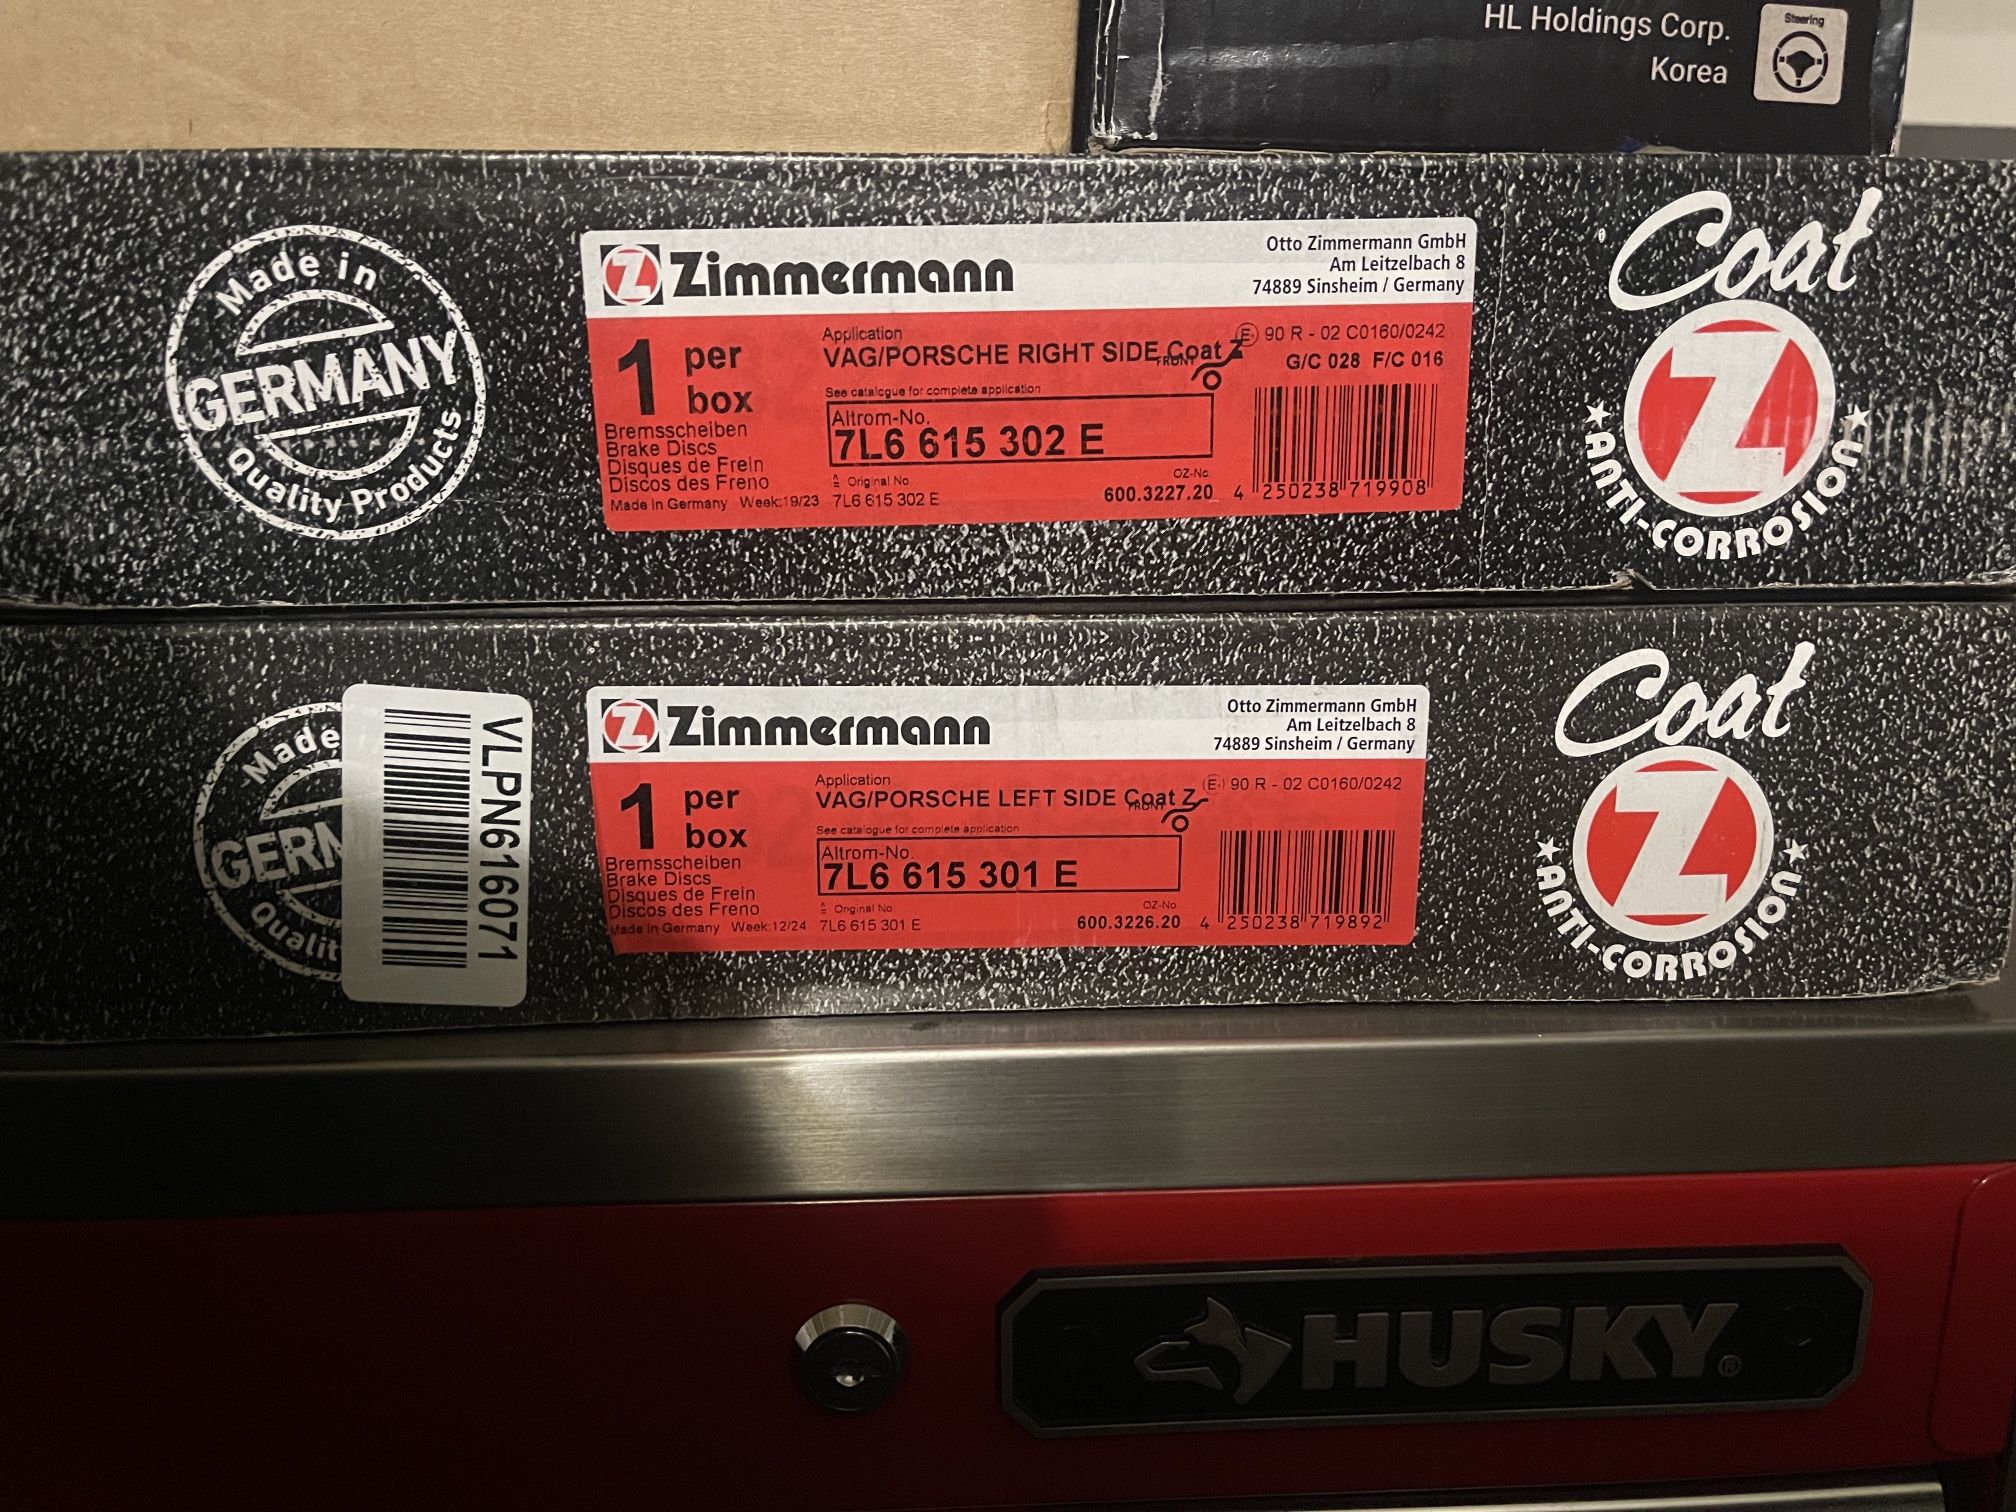 HL Holdings Corp.
Korea
Steering
Made in
GERMANY
Quality Products
Z Zimmermann
Otto Zimmermann GmbH
Am Leitzelbach 8
74889 Sinsheim / Germany
1 per
box
Bremsscheiben
Brake Discs
Disques de Frein
Discos des Freno
Made in Germany Week:19/23
Application
VAG/PORSCHE RIGHT SIDE Coat Z
FRONT
See catalogue for complete application
Altrom-No.
7L6 615 302 E
Original No
7L6 615 302 E
OZ-No.
600.3227.20
E 90 R - 02 C0160/0242
G/C 028 F/C 016
4 250238 719908
Coat
Z
ANTI-CORROSION
Made
GERM
Qualit
VLPN616071
Z Zimmermann
Otto Zimmermann GmbH
Am Leitzelbach 8
74889 Sinsheim / Germany
1 per
box
Bremsscheiben
Brake Discs
Disques de Frein
Discos des Freno
Made in Germany Week:12/24
Application
VAG/PORSCHE LEFT SIDE Coat Z
FRONT
See catalogue for complete application
Altrom-No.
7L6 615 301 E
Original No
7L6 615 301 E
OZ-No
600.3226.20
E 90 R - 02 C0160/0242
4 250238 719892
Coat
Z
ANTI-CORROSION
HUSKY®